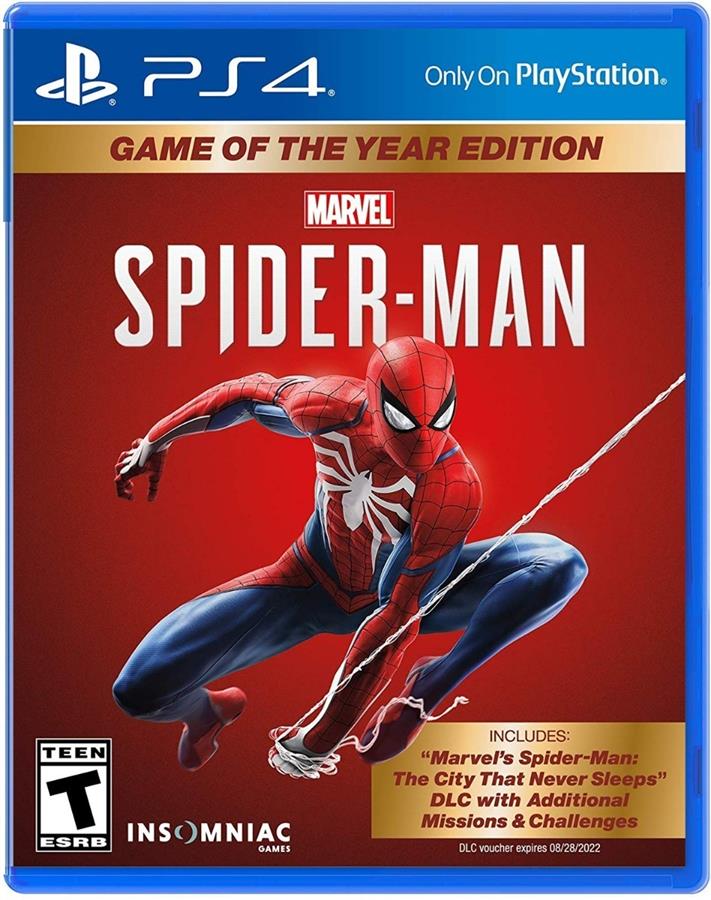 PS4
Only On PlayStation®
GAME OF THE YEAR EDITION
MARVEL
SPIDER-MAN
INCLUDES:
“Marvel's Spider-Man:
The City That Never Sleeps”
DLC with Additional
Missions & Challenges
DLC voucher expires 08/28/2022
TEEN
T
ESRB
INSOMNIAC
GAMES